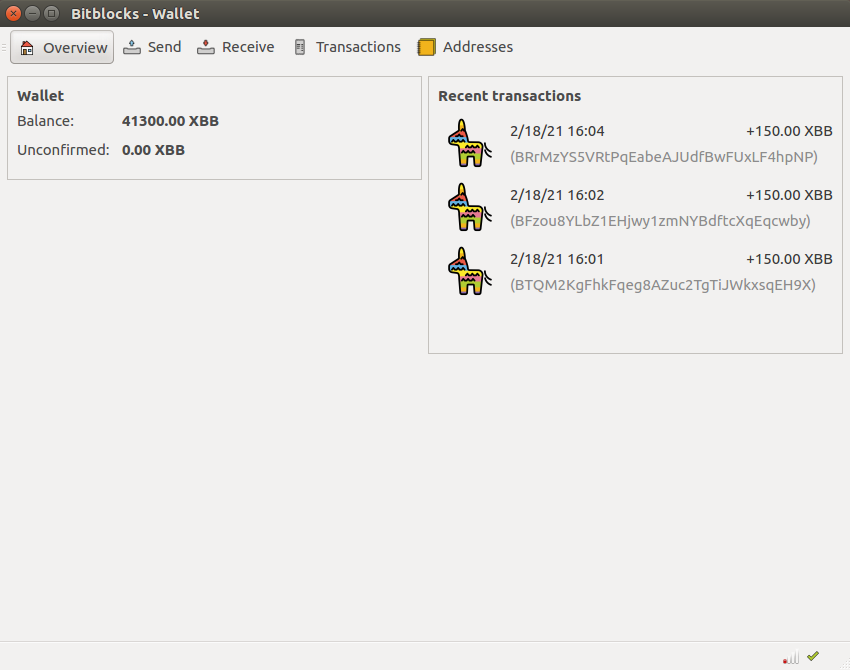 Bitblocks - Wallet
Overview Send Receive Transactions Addresses
Wallet
Balance: 41300.00 XBB
Unconfirmed: 0.00 XBB
Recent transactions
2/18/21 16:04 +150.00 XBB
(BRrMzYS5VRtPqEabeAJUdfBwFUxLF4hpNP)
2/18/21 16:02 +150.00 XBB
(BFzou8YLbZ1EHjwy1zmNYBdftcXqEqcwby)
2/18/21 16:01 +150.00 XBB
(BTQM2KgFhkFqeg8AZuc2TgTiJWkxsqEH9X)